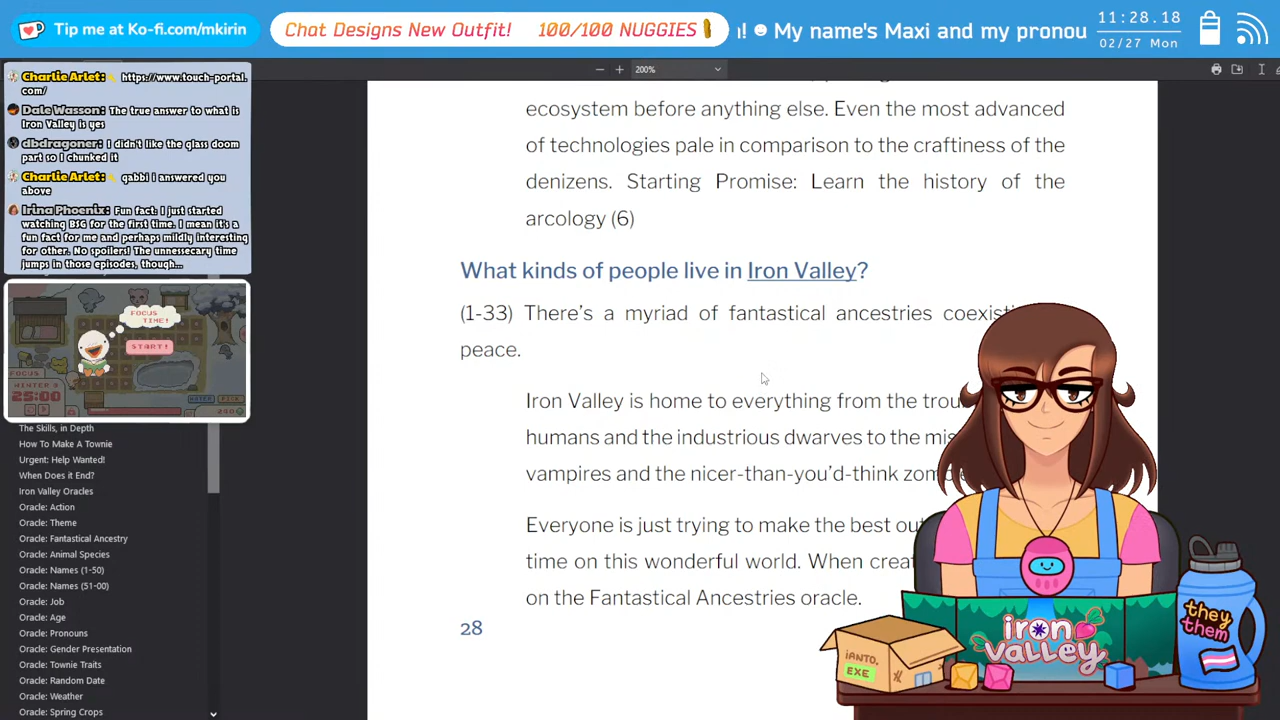 Tip me at Ko-fi.com/mkirin
Chat Designs New Outfit! 100/100 NUGGIES
! My name's Maxi and my pronou
11:28.18
02/27 Mon
Charlie Arlet: https://www.touch-portal.
com/
Dale Wasson: The true answer to what is
Iron Valley is yes
dbdragoner: I didn't like the glass doom
part so I chunked it
Charlie Arlet: gabbi I answered you
above
Irina Phoenix: Fun fact: I just started
watching BSG for the first time. I mean it's a
fun fact for me and perhaps mildly interesting
for other. No spoilers! The unnessecary time
jumps in those episodes, though...
FOCUS
TIME!
START!
FOCUS
WINTER 9
25:00
240
The Skills, in Depth
How To Make A Townie
Urgent: Help Wanted!
When Does it End?
Iron Valley Oracles
Oracle: Action
Oracle: Theme
Oracle: Fantastical Ancestry
Oracle: Animal Species
Oracle: Names (1-50)
Oracle: Names (51-00)
Oracle: Job
Oracle: Age
Oracle: Pronouns
Oracle: Gender Presentation
Oracle: Townie Traits
Oracle: Random Date
Oracle: Weather
Oracle: Spring Crops
200%
ecosystem before anything else. Even the most advanced
of technologies pale in comparison to the craftiness of the
denizens. Starting Promise: Learn the history of the
arcology (6)
What kinds of people live in Iron Valley?
(1-33) There's a myriad of fantastical ancestries coexisti
peace.
Iron Valley is home to everything from the trou
humans and the industrious dwarves to the mis
vampires and the nicer-than-you'd-think zom
Everyone is just trying to make the best out
time on this wonderful world. When creat
on the Fantastical Ancestries oracle.
28
iANTO.
EXE
iron
valley
they
them